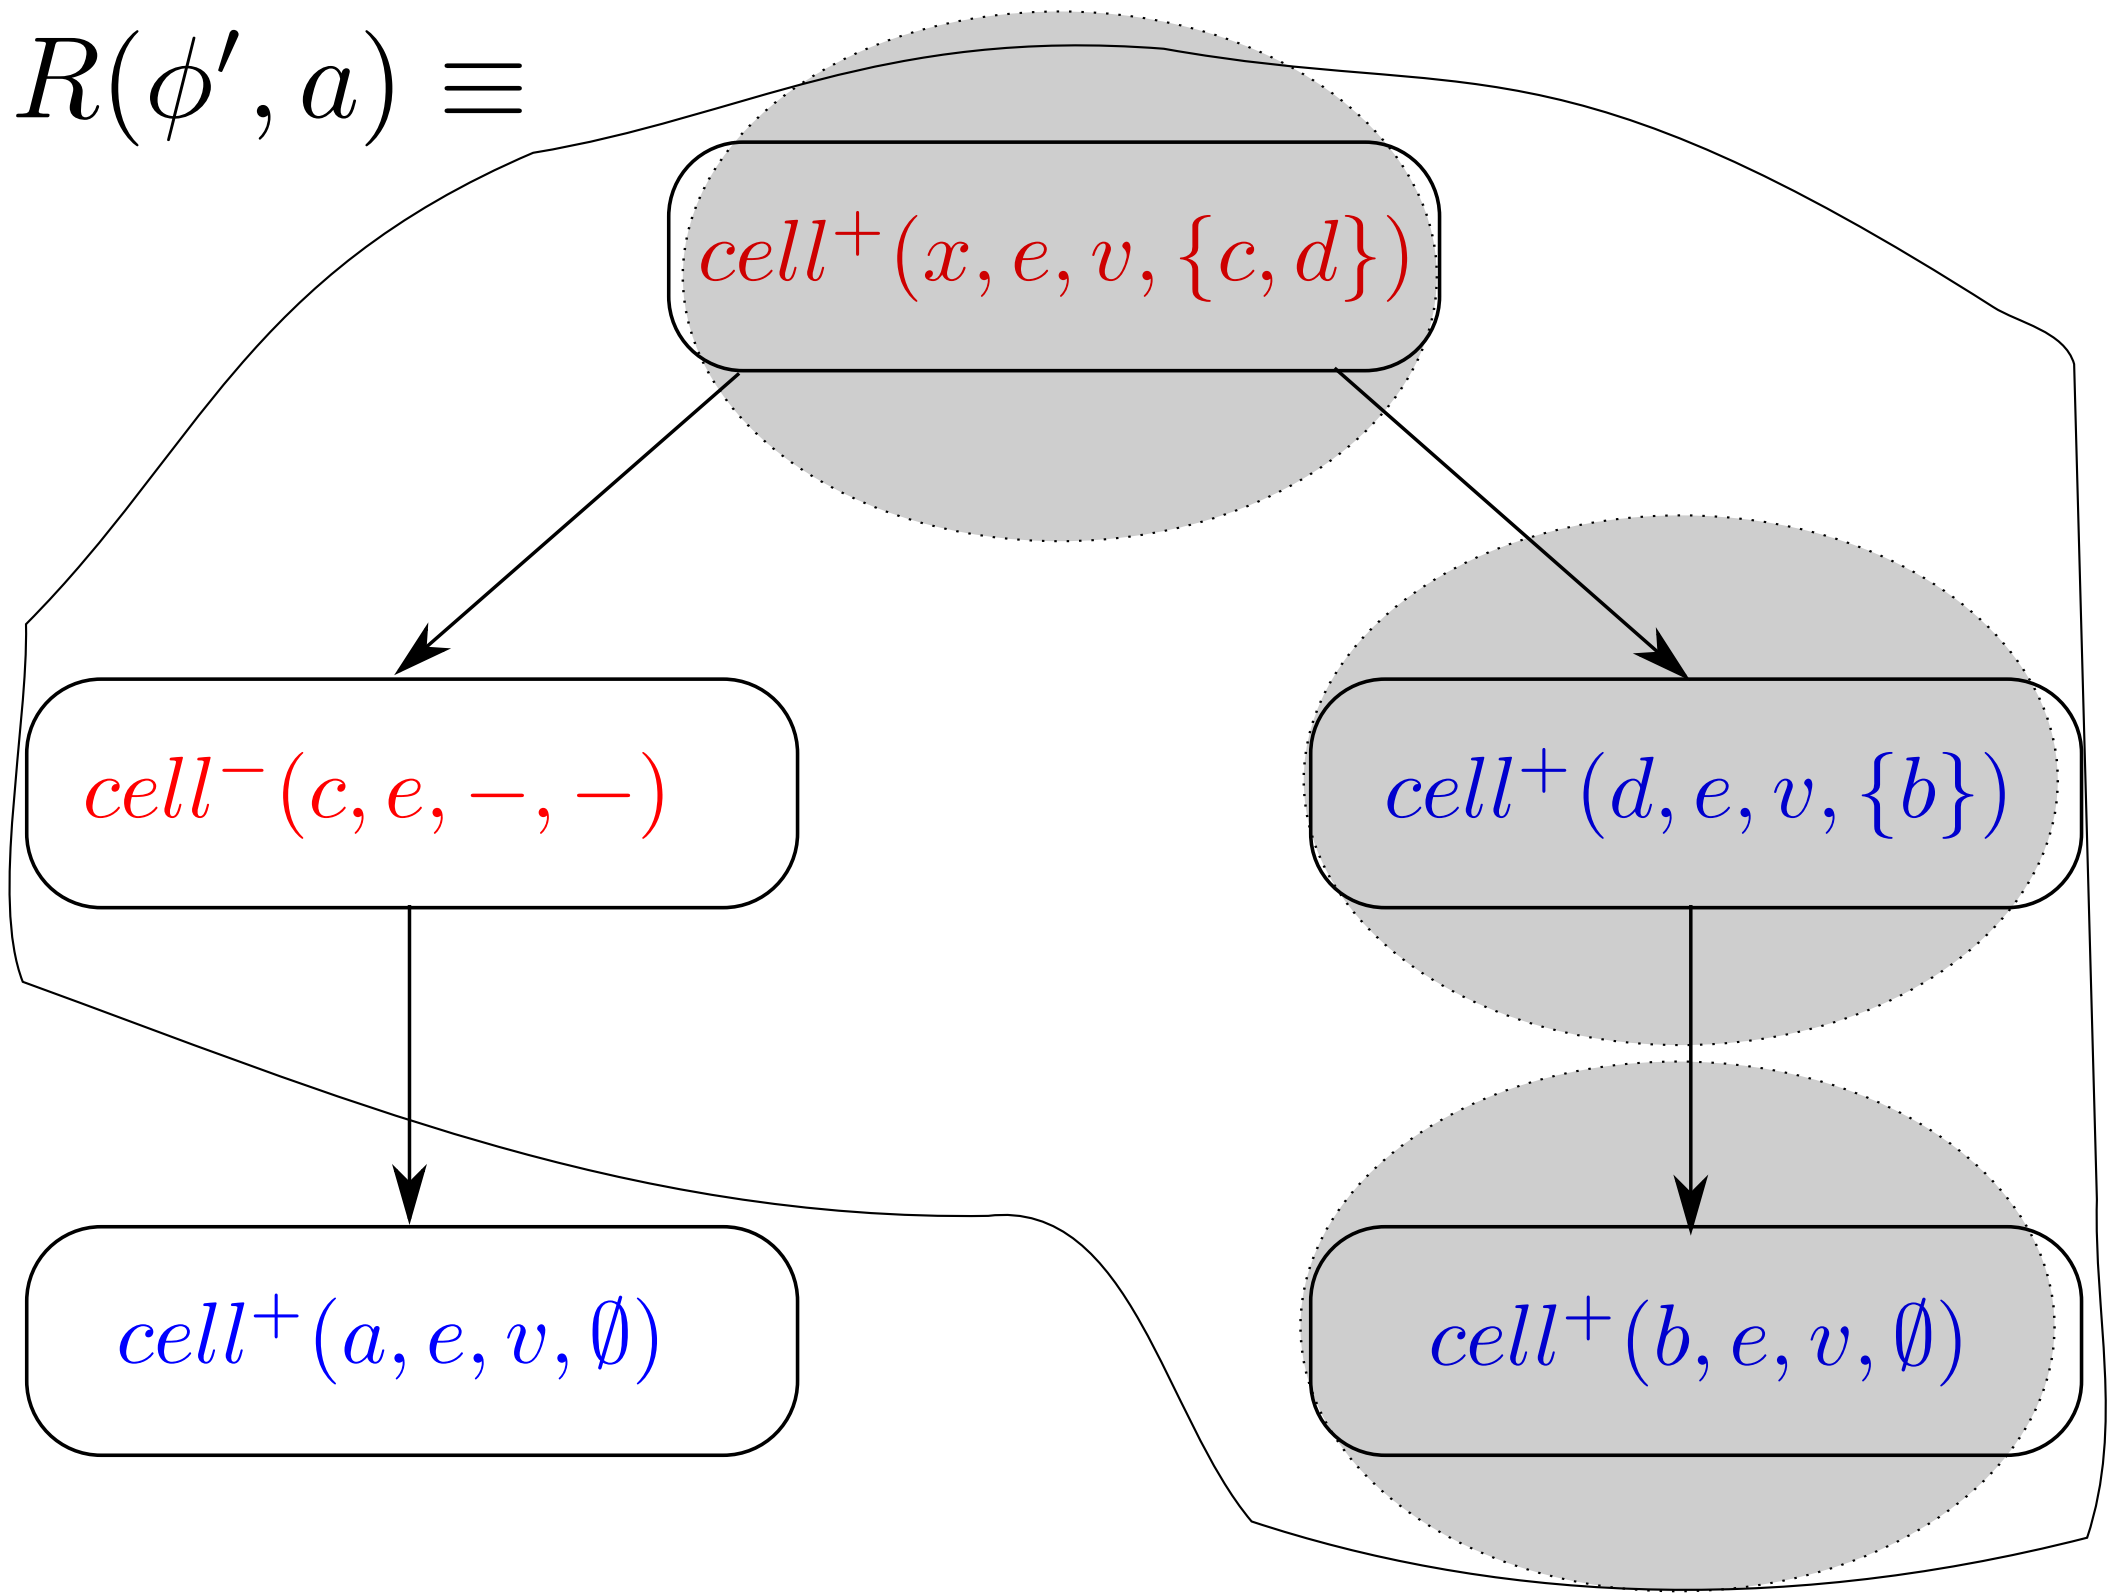 R(ϕ′, a) ≡
cell⁺(x, e, v, {c, d})
cell⁻(c, e, −, −)
cell⁺(d, e, v, {b})
cell⁺(a, e, v, ∅)
cell⁺(b, e, v, ∅)